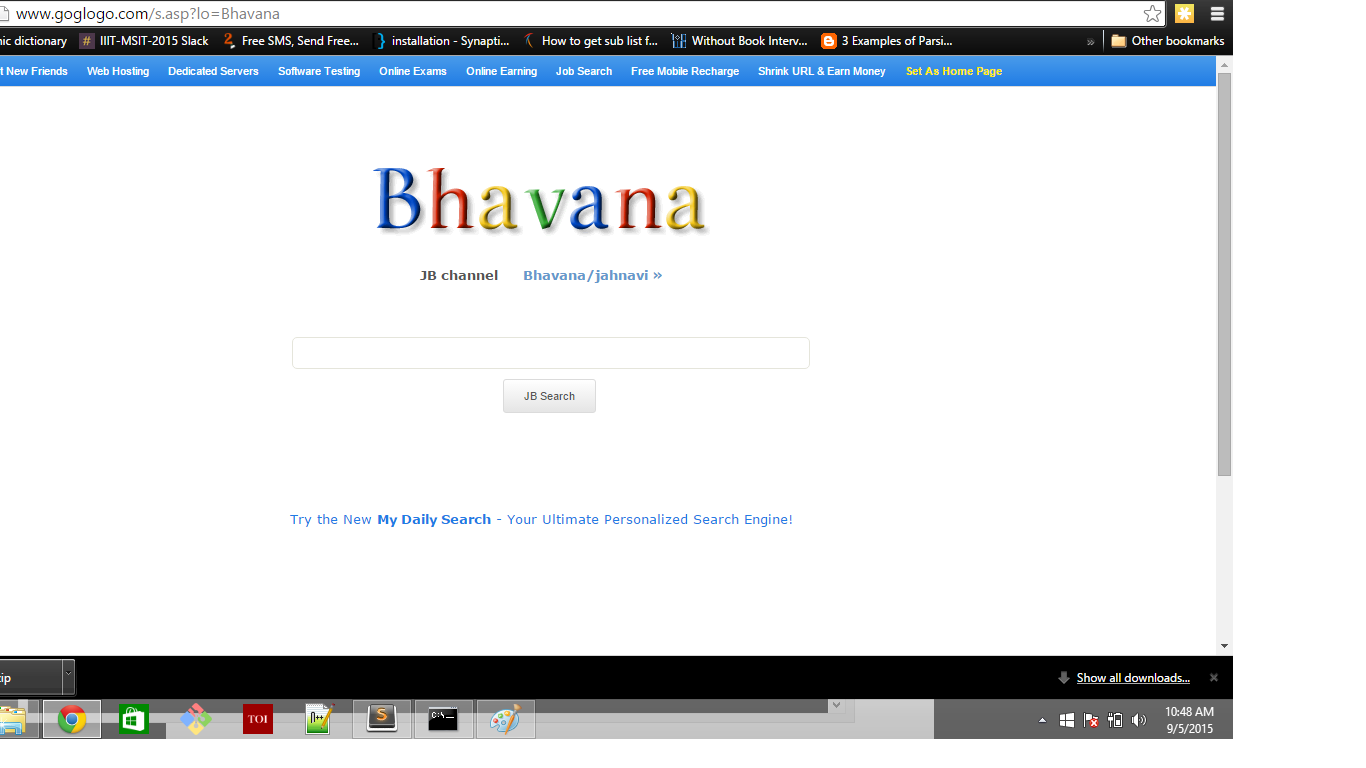 www.goglogo.com/s.asp?lo=Bhavana
nic dictionary # IIIT-MSIT-2015 Slack Free SMS, Send Free... installation - Synapti... How to get sub list f... Without Book Interv... 3 Examples of Parsi... » Other bookmarks
t New Friends Web Hosting Dedicated Servers Software Testing Online Exams Online Earning Job Search Free Mobile Recharge Shrink URL & Earn Money Set As Home Page
Bhavana
JB channel Bhavana/jahnavi »
JB Search
Try the New My Daily Search - Your Ultimate Personalized Search Engine!
zip Show all downloads...
TOI n++ S C:\._ 10:48 AM
9/5/2015